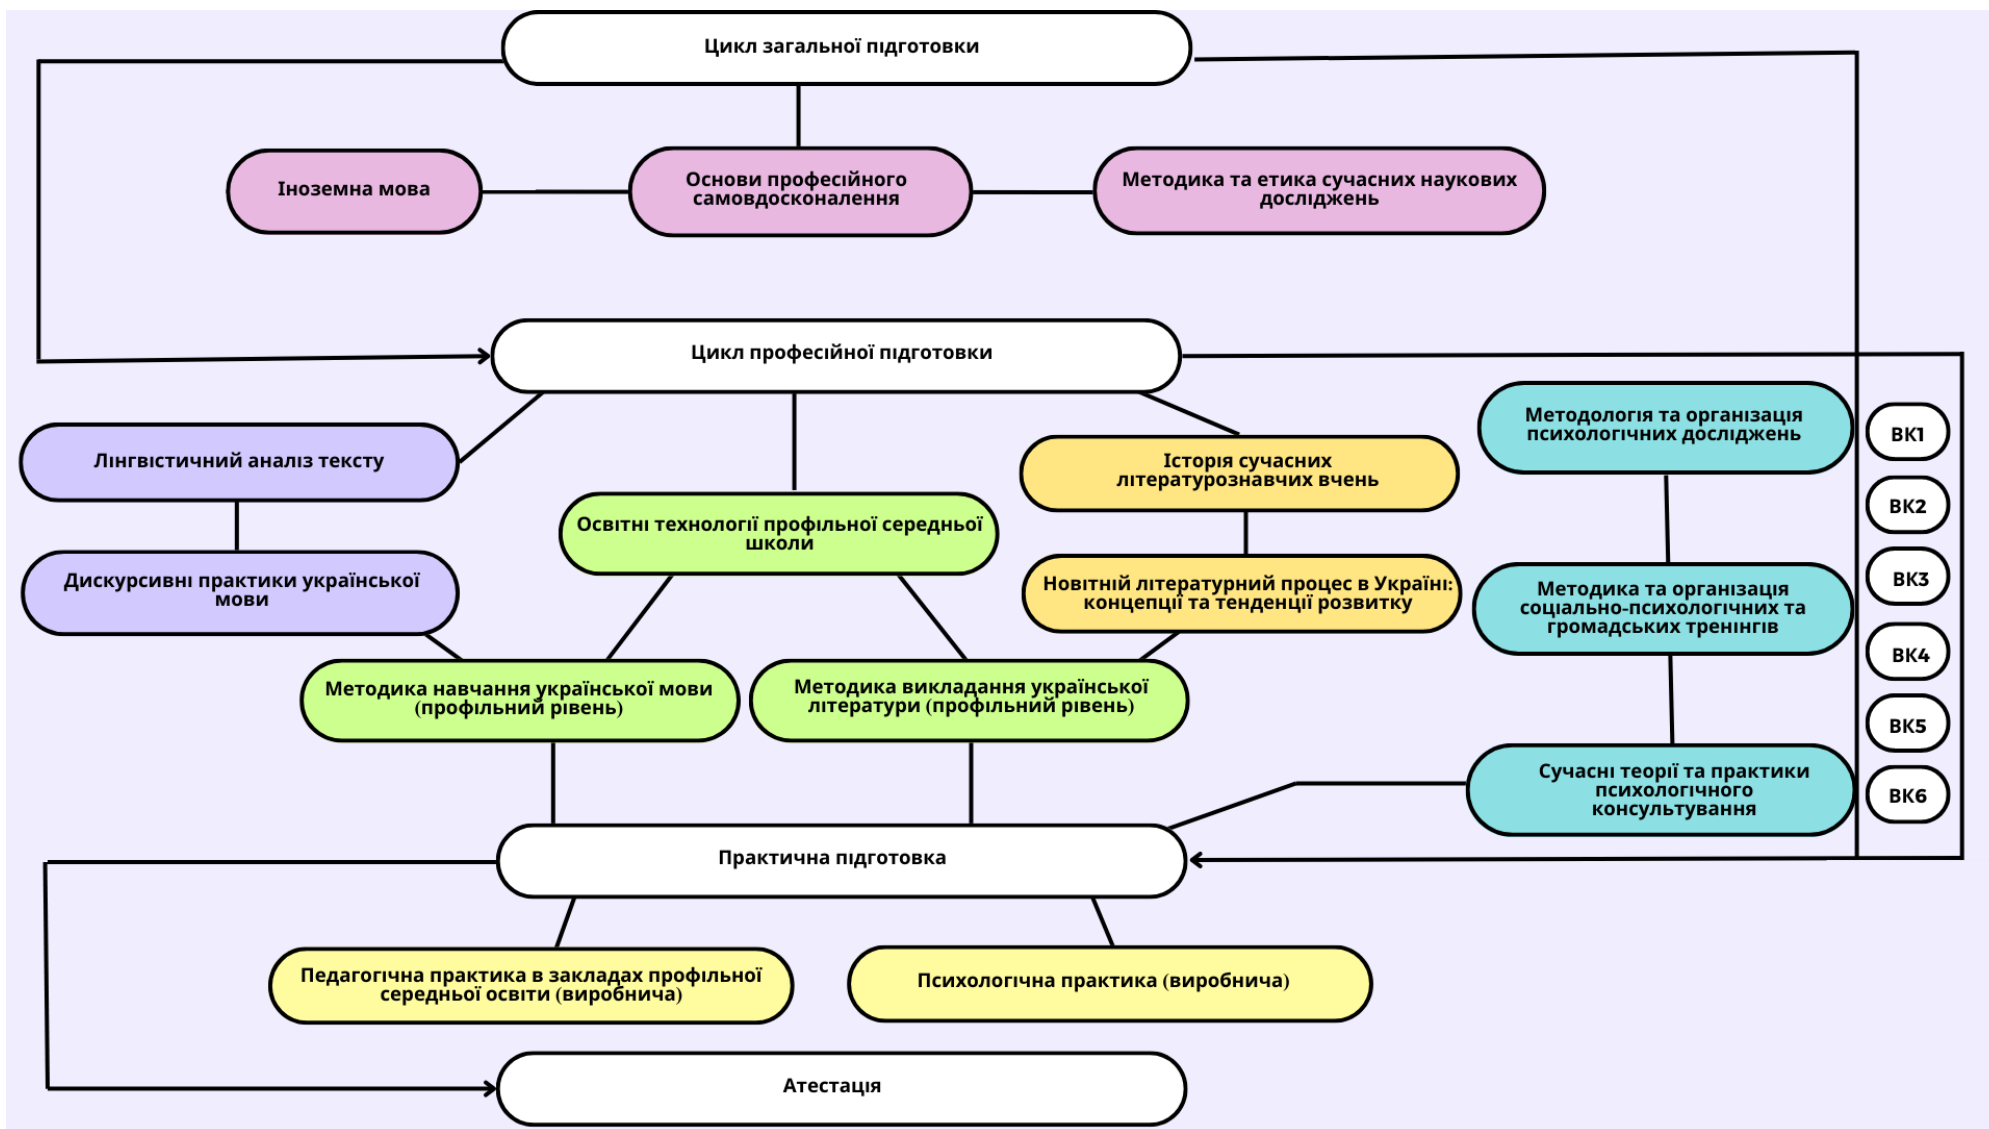 Цикл загальної підготовки
Іноземна мова
Основи професійного
самовдосконалення
Методика та етика сучасних наукових
досліджень
Цикл професійної підготовки
Лінгвістичний аналіз тексту
Дискурсивні практики української
мови
Освітні технології профільної середньої
школи
Історія сучасних
літературознавчих вчень
Новітній літературний процес в Україні:
концепції та тенденції розвитку
Методологія та організація
психологічних досліджень
Методика та організація
соціально-психологічних та
громадських тренінгів
Сучасні теорії та практики
психологічного
консультування
ВК1
ВК2
ВК3
ВК4
ВК5
ВК6
Методика навчання української мови
(профільний рівень)
Методика викладання української
літератури (профільний рівень)
Практична підготовка
Педагогічна практика в закладах профільної
середньої освіти (виробнича)
Психологічна практика (виробнича)
Атестація